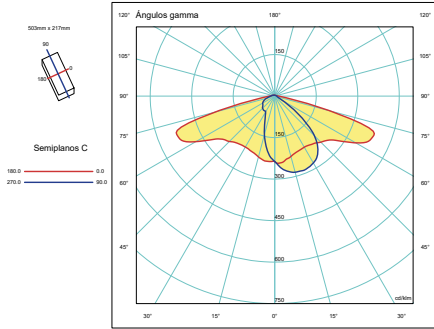 503mm x 217mm
90
0
180
Semiplanos C
180.0 0.0
270.0 90.0
Ángulos gamma
120° 180° 120°
105° 105°
90° 90°
75° 75°
60° 60°
45° 45°
30° 15° 0° 15° 30°
150
150
300
450
600
750
cd/klm